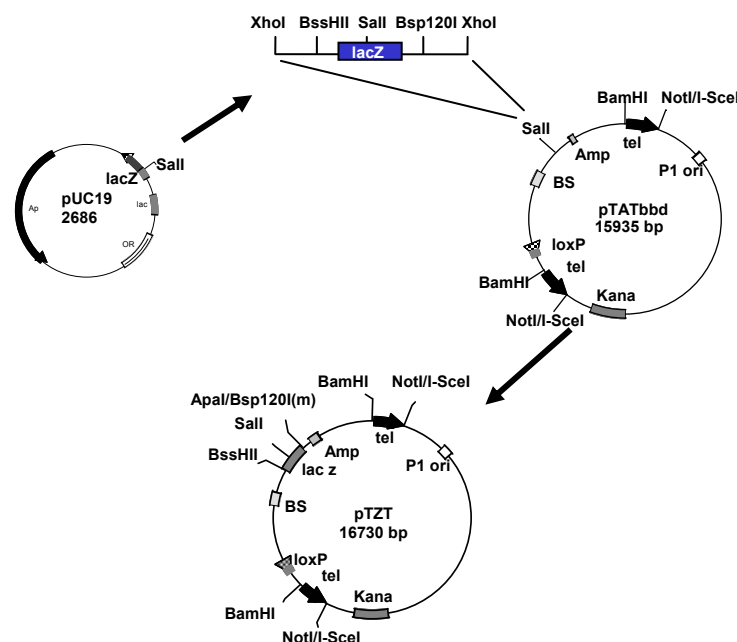 XhoI BssHII SalI Bsp120I XhoI
lacZ
SalI
lacZ
pUC19
2686
Ap
lac
OR
BamHI NotI/I-SceI
SalI
Amp
tel
P1 ori
BS
pTATbbd
15935 bp
loxP
tel
BamHI
Kana
NotI/I-SceI
BamHI NotI/I-SceI
ApaI/Bsp120I(m)
SalI
BssHII
Amp
tel
P1 ori
lac z
BS
pTZT
16730 bp
loxP
tel
BamHI
Kana
NotI/I-SceI